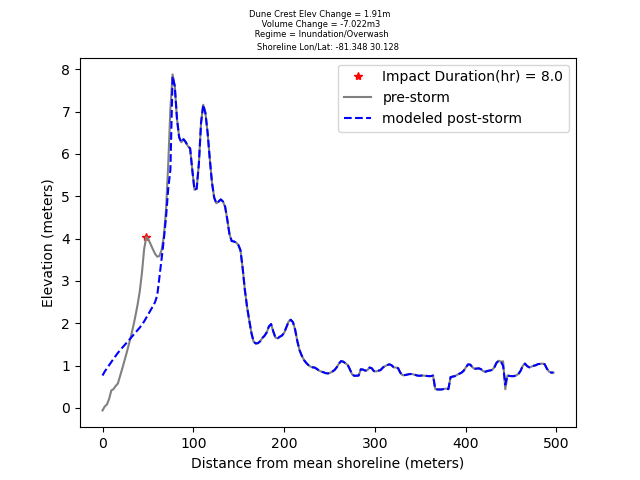 Dune Crest Elev Change = 1.91m
Volume Change = -7.022m3
Regime = Inundation/Overwash
Shoreline Lon/Lat: -81.348 30.128
Impact Duration(hr) = 8.0
pre-storm
modeled post-storm
8
7
6
5
4
3
2
1
0
Elevation (meters)
0 100 200 300 400 500
Distance from mean shoreline (meters)